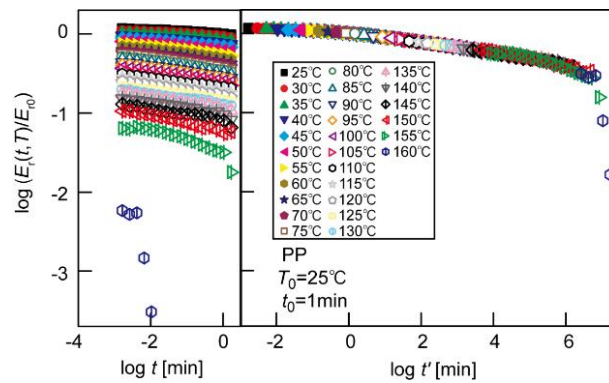 log (Er(t,T)/Er0)
0.0
-1.0
-2
-3
-4
-2
0
log t [min]
25℃ 80℃ 135℃
30℃ 85℃ 140℃
35℃ 90℃ 145℃
40℃ 95℃ 150℃
45℃ 100℃ 155℃
50℃ 105℃ 160℃
55℃ 110℃
60℃ 115℃
65℃ 120℃
70℃ 125℃
75℃ 130℃
PP
T0=25℃
t0=1min
-2
0
2
4
6
log t' [min]